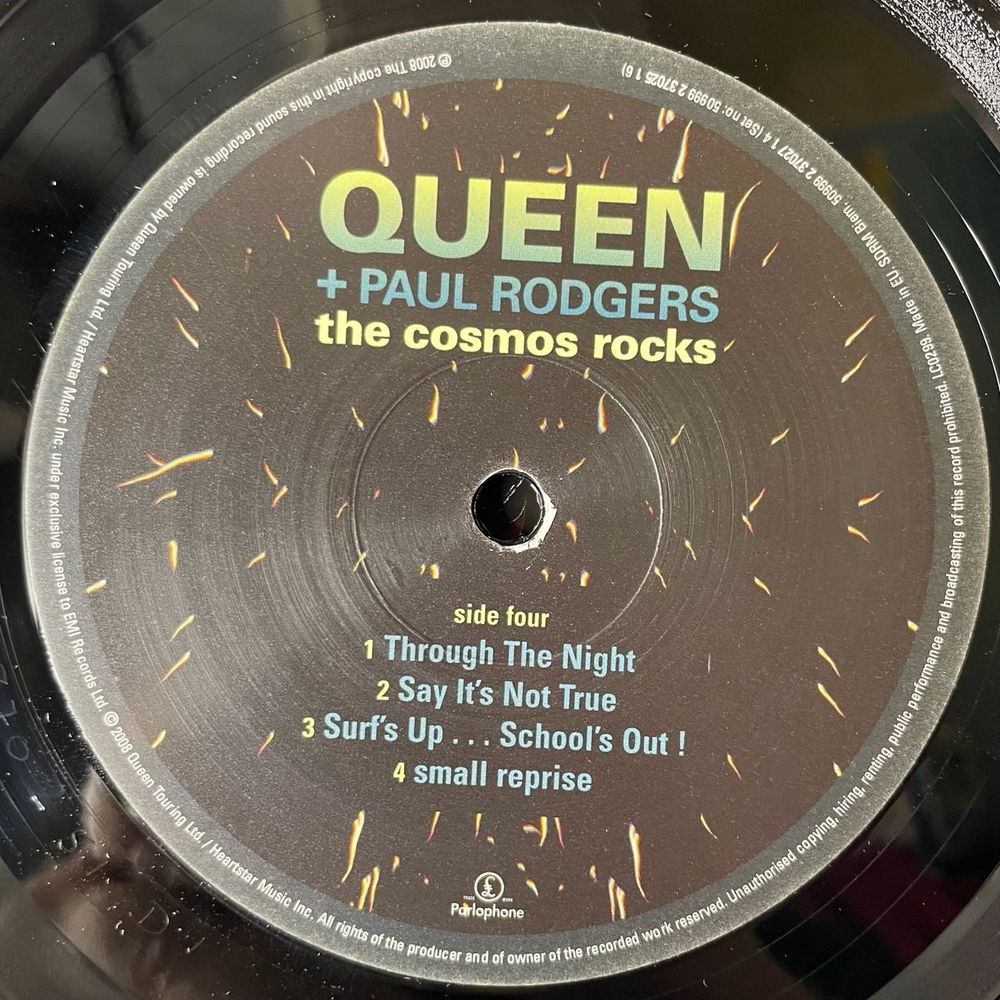 QUEEN
+ PAUL RODGERS
the cosmos rocks
side four
1 Through The Night
2 Say It's Not True
3 Surf's Up . . . School's Out !
4 small reprise
£
TRADE MARK
Parlophone
℗ 2008 The copyright in this sound recording is owned by Queen Touring Ltd. / Heartstar Music Inc. under exclusive license to EMI Records Ltd. © 2008 Queen Touring Ltd. / Heartstar Music Inc. All rights of the producer and of owner of the recorded work reserved. Unauthorised copying, hiring, renting, public performance and broadcasting of this record prohibited. LC0299. Made in EU. SDRM Biem. 50999 2 37027 1 4 (Set no: 50999 2 37025 1 6)